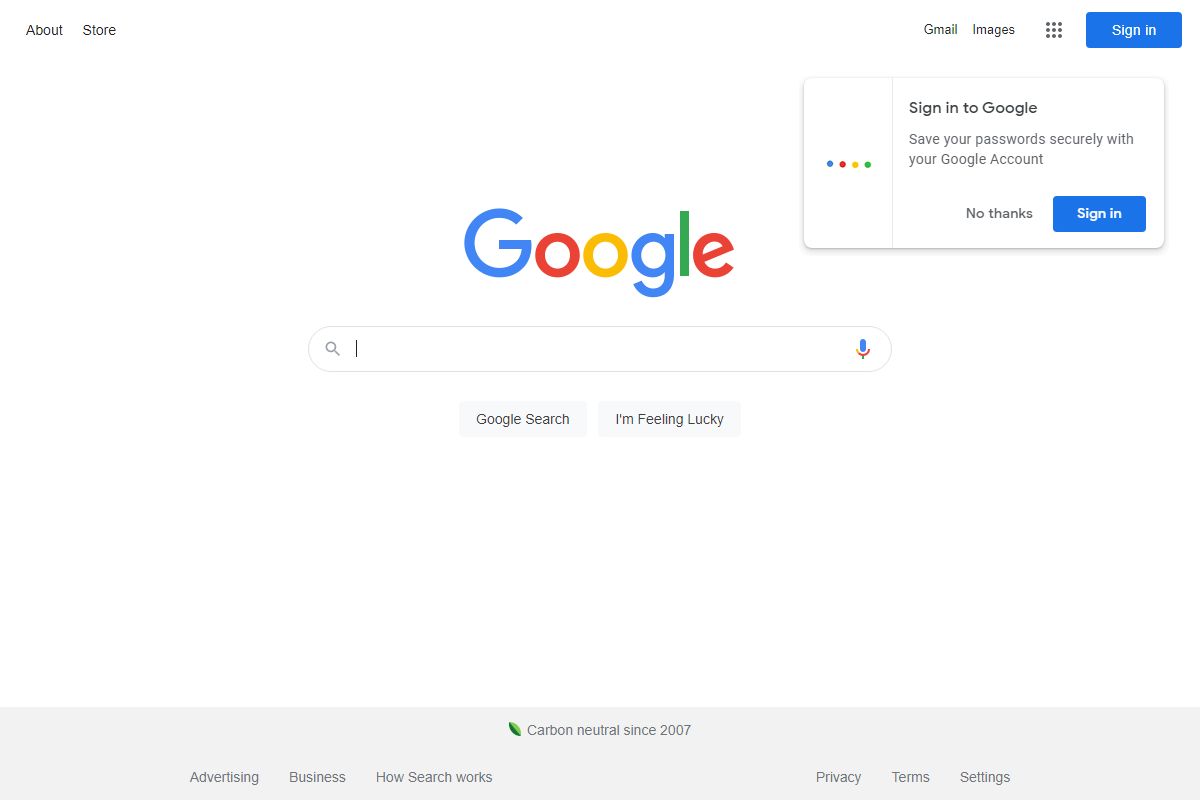 About Store
Gmail Images
Sign in
Sign in to Google
Save your passwords securely with
your Google Account
No thanks Sign in
Google
Google Search I'm Feeling Lucky
Carbon neutral since 2007
Advertising Business How Search works
Privacy Terms Settings